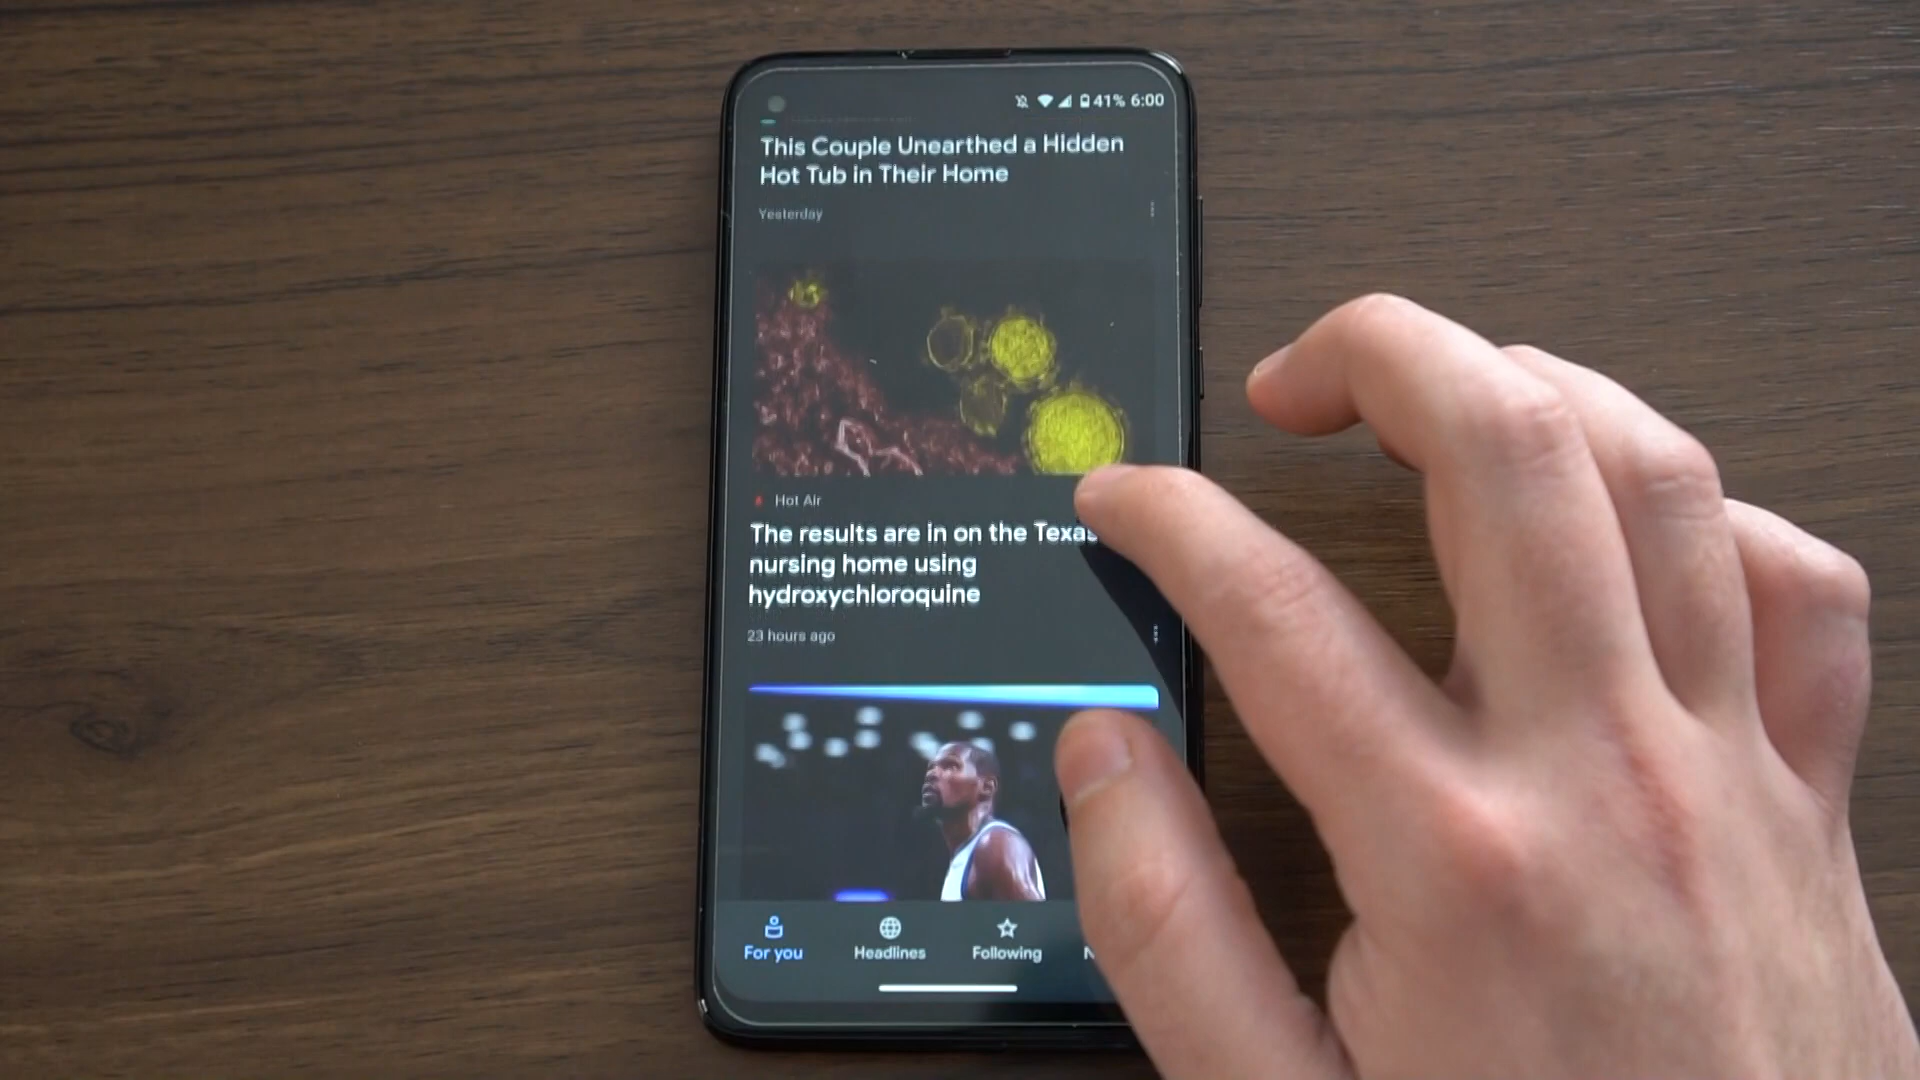 41% 6:00
This Couple Unearthed a Hidden
Hot Tub in Their Home
Yesterday
Hot Air
The results are in on the Texas
nursing home using
hydroxychloroquine
23 hours ago
For you
Headlines
Following